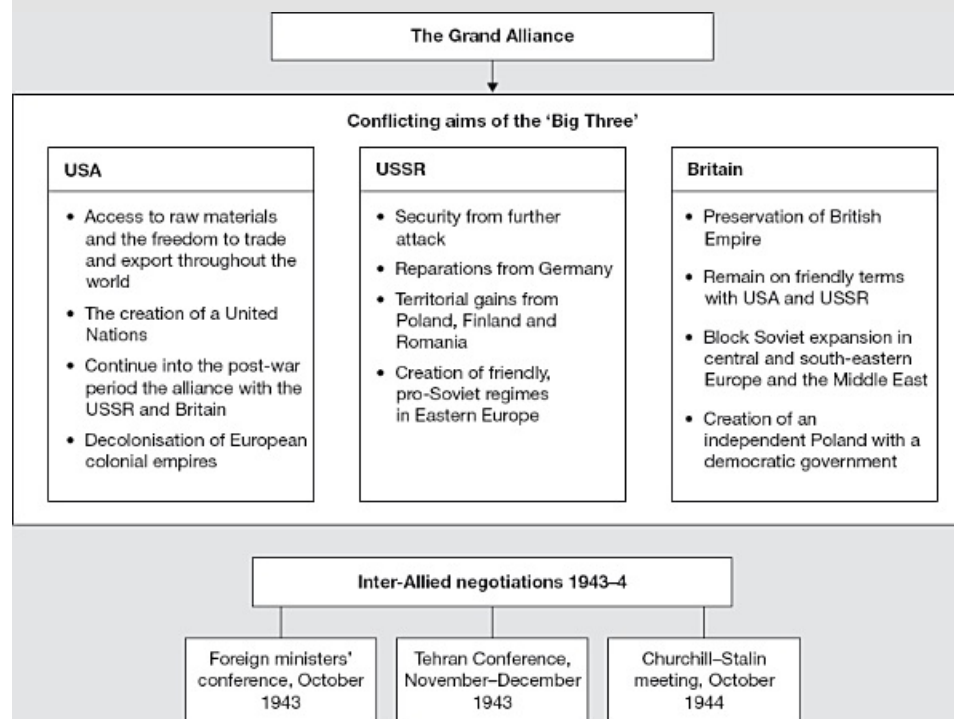 The Grand Alliance
Conflicting aims of the 'Big Three'
USA
• Access to raw materials
and the freedom to trade
and export throughout the
world
• The creation of a United
Nations
• Continue into the post-war
period the alliance with the
USSR and Britain
• Decolonisation of European
colonial empires
USSR
• Security from further
attack
• Reparations from Germany
• Territorial gains from
Poland, Finland and
Romania
• Creation of friendly,
pro-Soviet regimes
in Eastern Europe
Britain
• Preservation of British
Empire
• Remain on friendly terms
with USA and USSR
• Block Soviet expansion in
central and south-eastern
Europe and the Middle East
• Creation of an
independent Poland with a
democratic government
Inter-Allied negotiations 1943–4
Foreign ministers'
conference, October
1943
Tehran Conference,
November–December
1943
Churchill–Stalin
meeting, October
1944